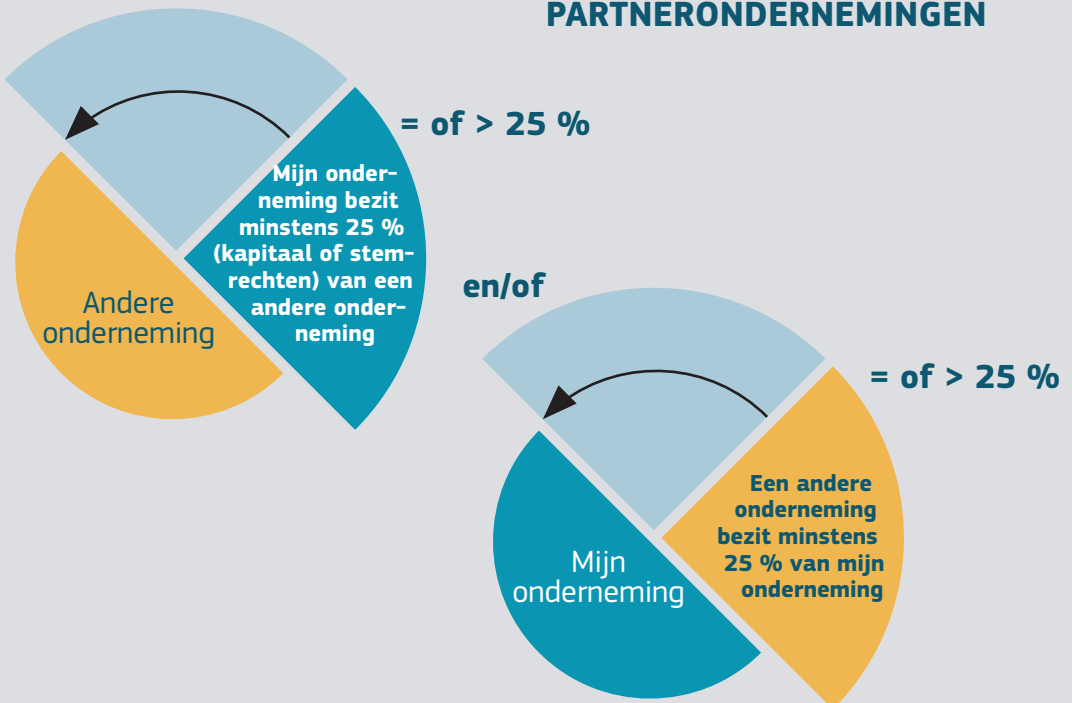 PARTNERONDERNEMINGEN
= of > 25 %
Mijn onder-
neming bezit
minstens 25 %
(kapitaal of stem-
rechten) van een
andere onder-
neming
Andere
onderneming
en/of
= of > 25 %
Een andere
onderneming
bezit minstens
25 % van mijn
onderneming
Mijn
onderneming